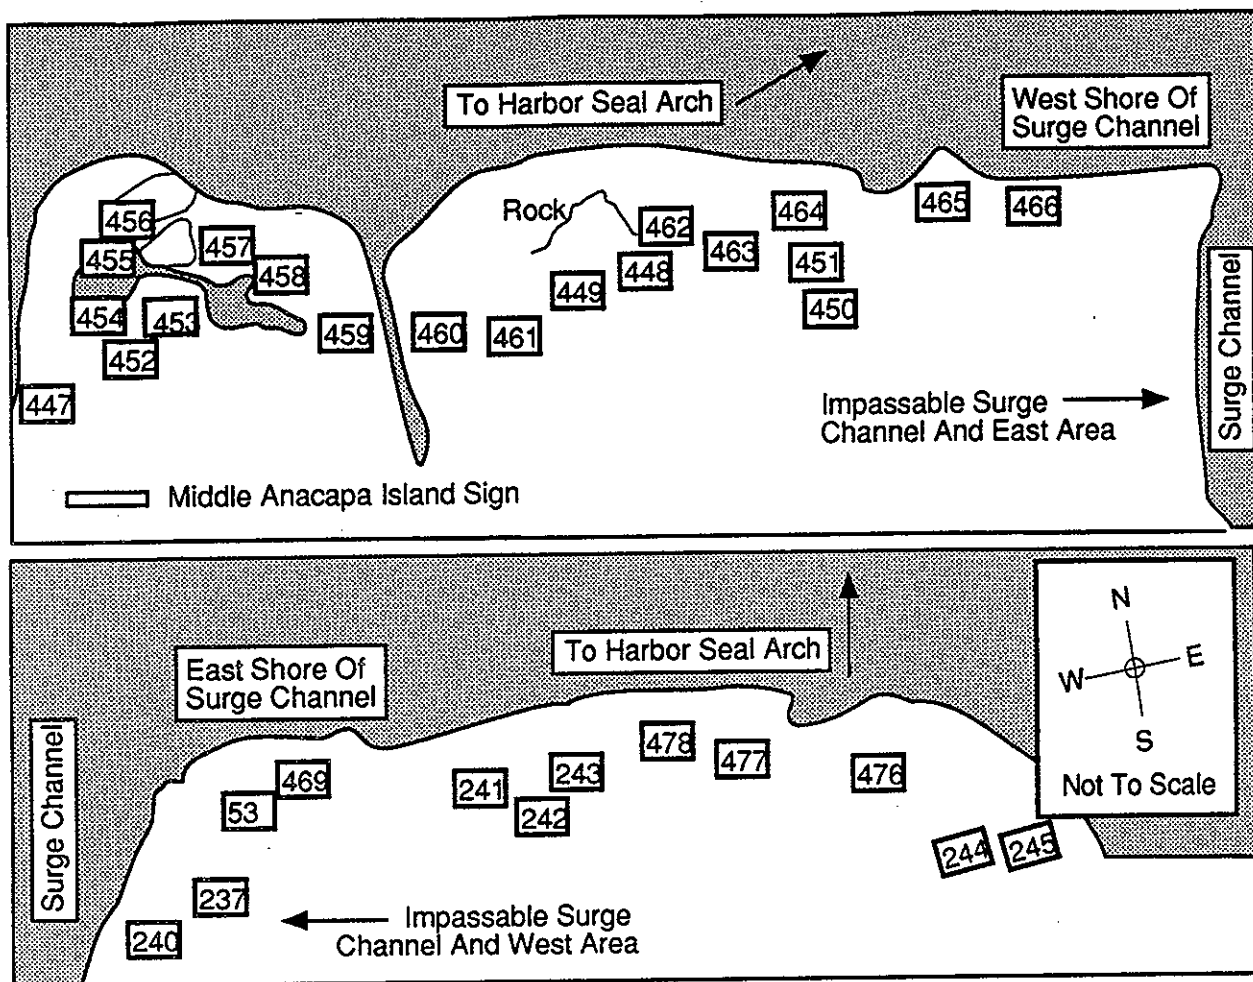 To Harbor Seal Arch
West Shore Of
Surge Channel
456
455
457
458
454
453
452
459
447
Rock
462
464
465
466
463
448
451
449
450
460
461
Impassable Surge
Channel And East Area
Surge Channel
Middle Anacapa Island Sign
To Harbor Seal Arch
East Shore Of
Surge Channel
Surge Channel
N
W
E
S
Not To Scale
469
53
241
243
242
478
477
476
244
245
237
240
Impassable Surge
Channel And West Area